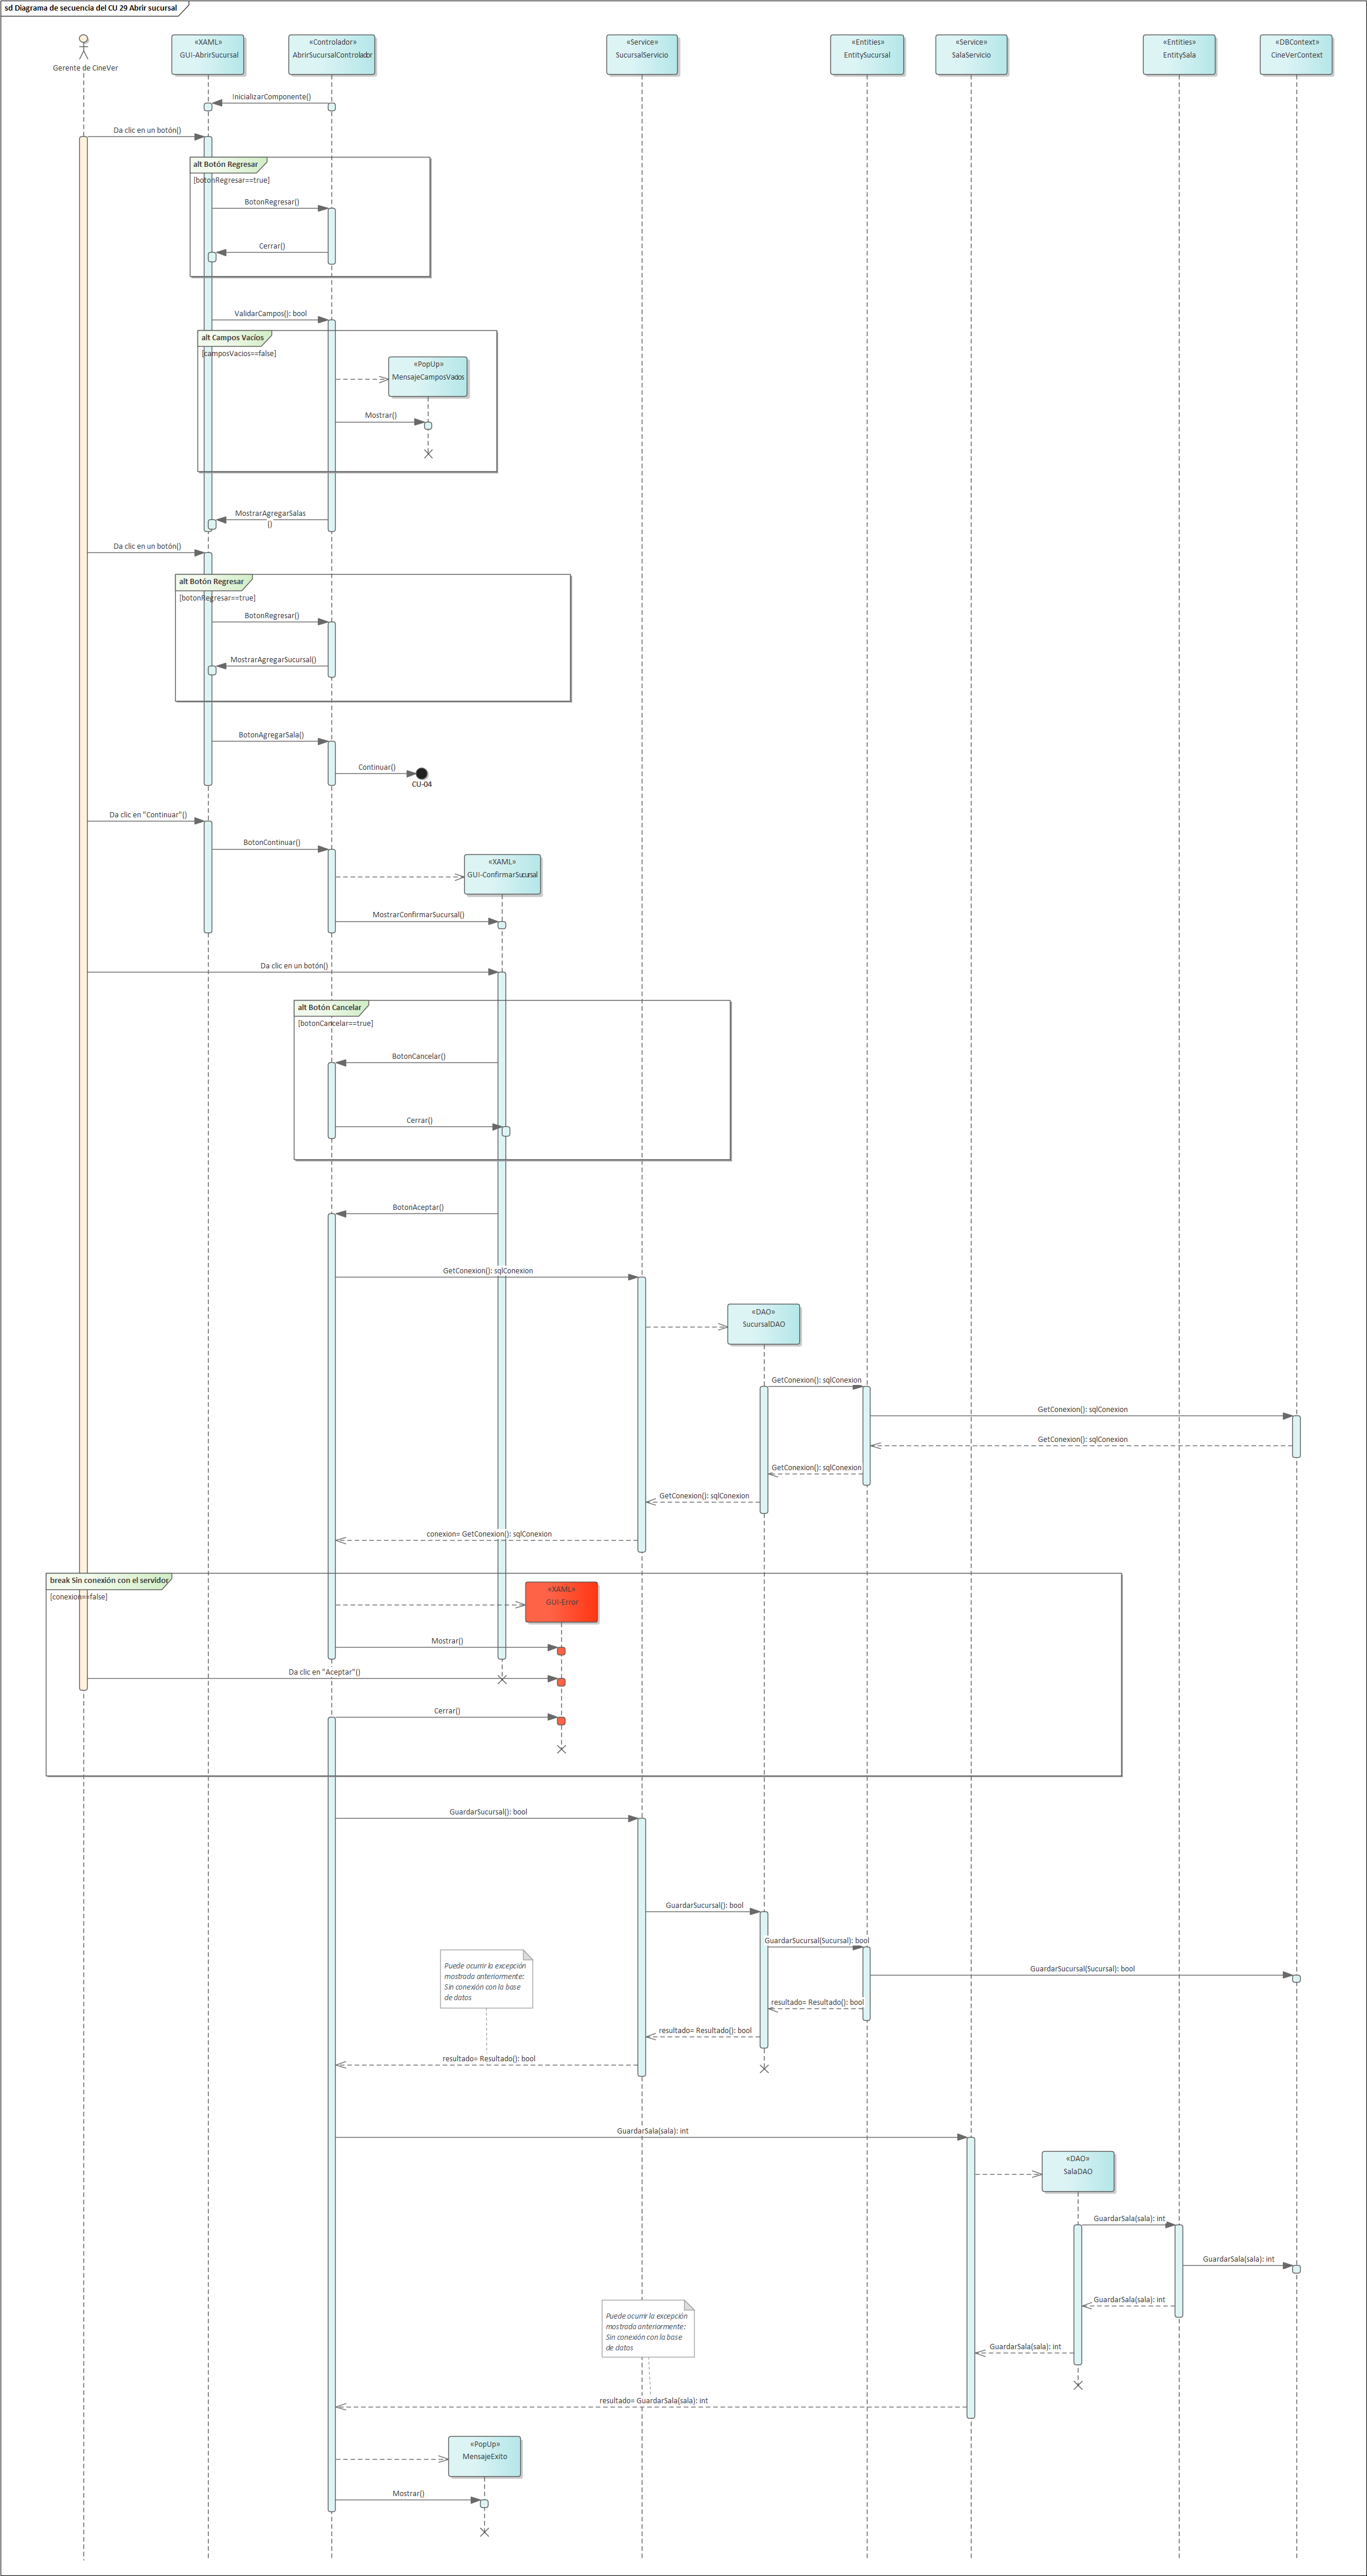 sd Diagrama de secuencia del CU 29 Abrir sucursal
Gerente de CineVer
«XAML»
GUI-AbrirSucursal
«Controlador»
AbrirSucursalControlador
«Service»
SucursalServicio
«Entities»
EntitySucursal
«Service»
SalaServicio
«Entities»
EntitySala
«DBContext»
CineVerContext
InicializarComponente()
Da clic en un botón()
alt Botón Regresar
[botonRegresar==true]
BotonRegresar()
Cerrar()
ValidarCampos(): bool
alt Campos Vacíos
[camposVacios==false]
«PopUp»
MensajeCamposVacíos
Mostrar()
MostrarAgregarSalas
()
Da clic en un botón()
alt Botón Regresar
[botonRegresar==true]
BotonRegresar()
MostrarAgregarSucursal()
BotonAgregarSala()
Continuar()
CU-04
Da clic en "Continuar"()
BotonContinuar()
«XAML»
GUI-ConfirmarSucursal
MostrarConfirmarSucursal()
Da clic en un botón()
alt Botón Cancelar
[botonCancelar==true]
BotonCancelar()
Cerrar()
BotonAceptar()
GetConexion(): sqlConexion
«DAO»
SucursalDAO
GetConexion(): sqlConexion
GetConexion(): sqlConexion
GetConexion(): sqlConexion
GetConexion(): sqlConexion
GetConexion(): sqlConexion
conexion= GetConexion(): sqlConexion
break Sin conexión con el servidor
[conexion==false]
«XAML»
GUI-Error
Mostrar()
Da clic en "Aceptar"()
Cerrar()
GuardarSucursal(): bool
GuardarSucursal(): bool
GuardarSucursal(Sucursal): bool
GuardarSucursal(Sucursal): bool
Puede ocurrir la excepción
mostrada anteriormente:
Sin conexión con la base
de datos
resultado= Resultado(): bool
resultado= Resultado(): bool
resultado= Resultado(): bool
GuardarSala(sala): int
«DAO»
SalaDAO
GuardarSala(sala): int
GuardarSala(sala): int
GuardarSala(sala): int
Puede ocurrir la excepción
mostrada anteriormente:
Sin conexión con la base
de datos
GuardarSala(sala): int
resultado= GuardarSala(sala): int
«PopUp»
MensajeExito
Mostrar()